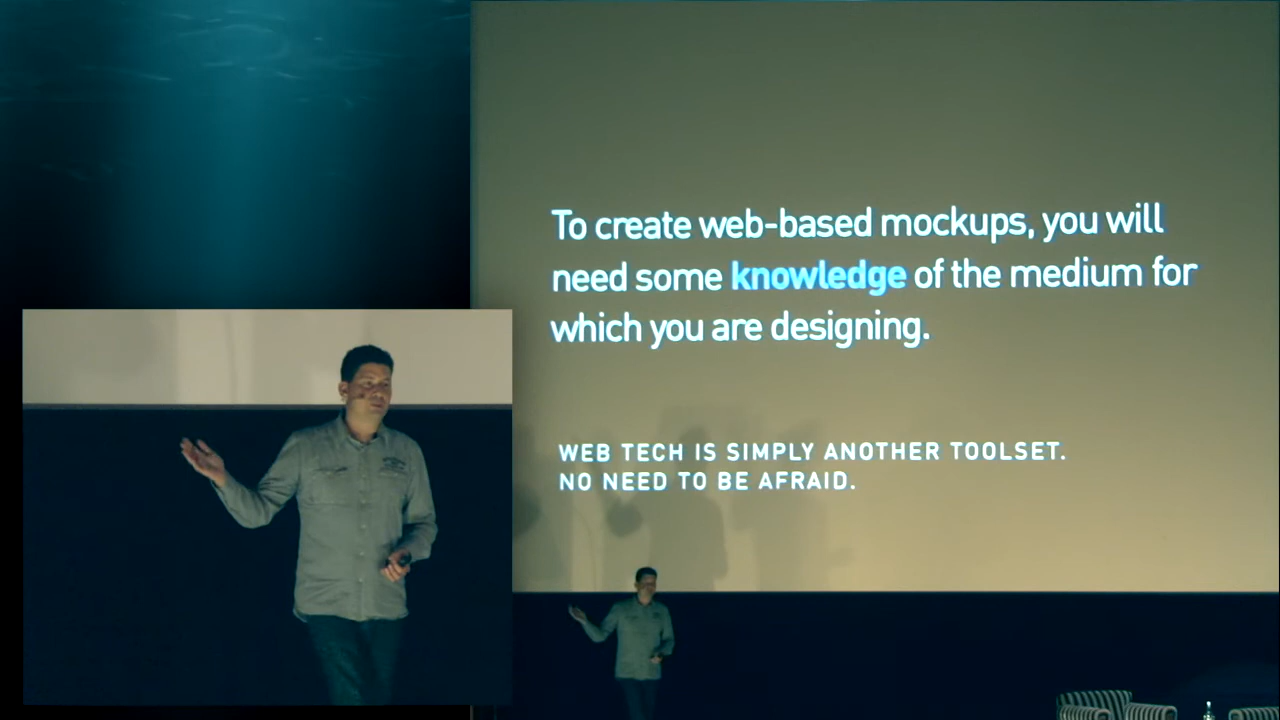 To create web-based mockups, you will
need some knowledge of the medium for
which you are designing.
WEB TECH IS SIMPLY ANOTHER TOOLSET.
NO NEED TO BE AFRAID.